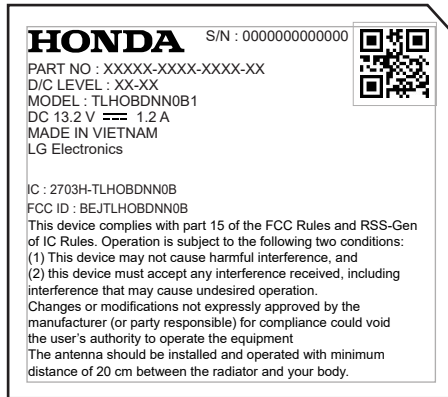 HONDA
S/N : 0000000000000
PART NO : XXXXX-XXXX-XXXX-XX
D/C LEVEL : XX-XX
MODEL : TLHOBDNN0B1
DC 13.2 V 1.2 A
MADE IN VIETNAM
LG Electronics
IC : 2703H-TLHOBDNN0B
FCC ID : BEJTLHOBDNN0B
This device complies with part 15 of the FCC Rules and RSS-Gen
of IC Rules. Operation is subject to the following two conditions:
(1) This device may not cause harmful interference, and
(2) this device must accept any interference received, including
interference that may cause undesired operation.
Changes or modifications not expressly approved by the
manufacturer (or party responsible) for compliance could void
the user's authority to operate the equipment
The antenna should be installed and operated with minimum
distance of 20 cm between the radiator and your body.